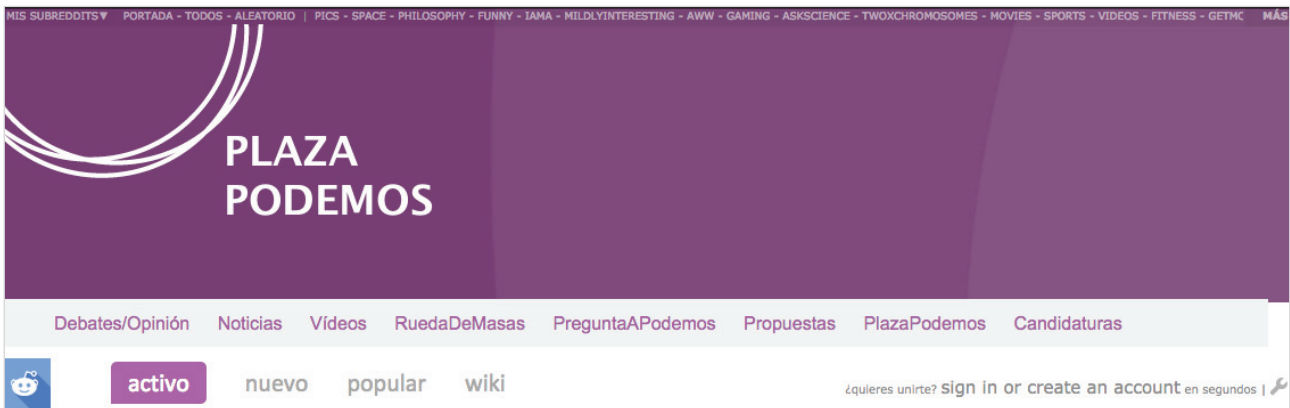 MIS SUBREDDITS▼ PORTADA - TODOS - ALEATORIO | PICS - SPACE - PHILOSOPHY - FUNNY - IAMA - MILDLYINTERESTING - AWW - GAMING - ASKSCIENCE - TWOXCHROMOSOMES - MOVIES - SPORTS - VIDEOS - FITNESS - GETMO MÁS
PLAZA
PODEMOS
Debates/Opinión Noticias Vídeos RuedaDeMasas PreguntaAPodemos Propuestas PlazaPodemos Candidaturas
activo nuevo popular wiki ¿quieres unirte? sign in or create an account en segundos |